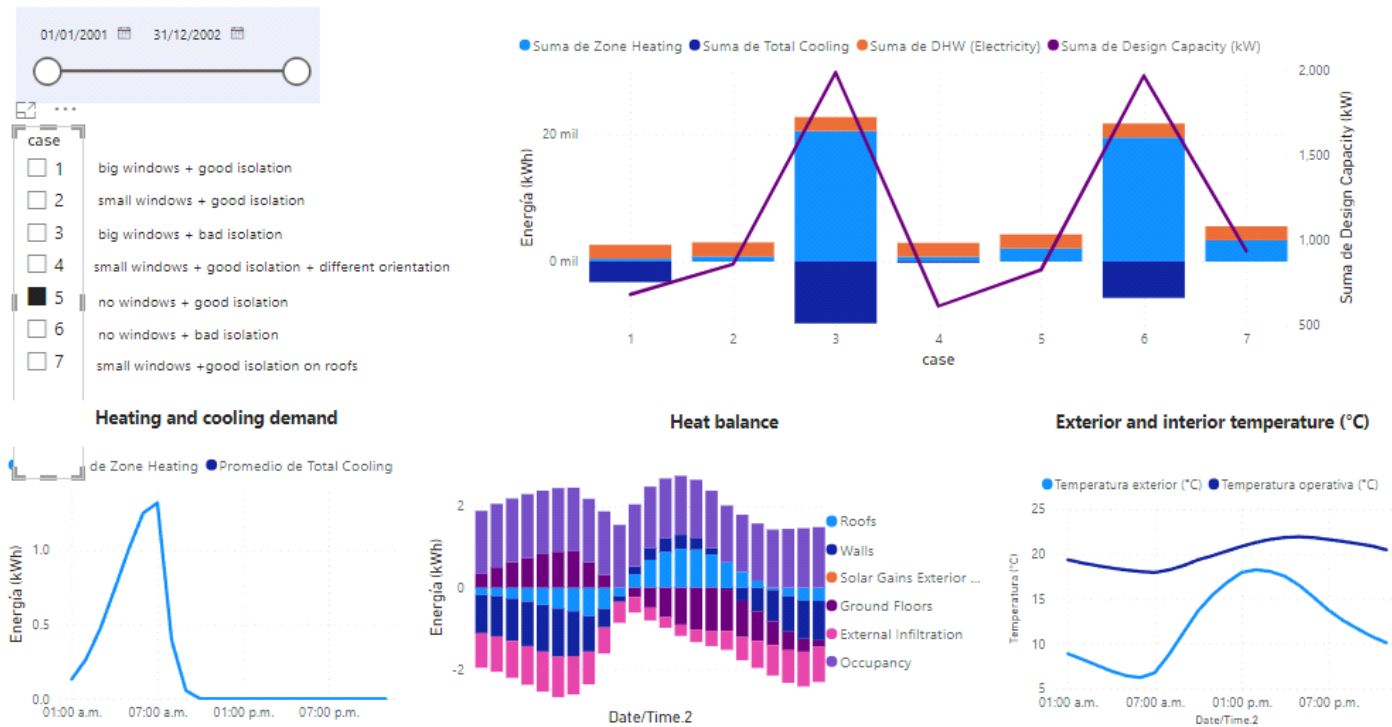 01/01/2001 31/12/2002
case
1 big windows + good isolation
2 small windows + good isolation
3 big windows + bad isolation
4 small windows + good isolation + different orientation
5 no windows + good isolation
6 no windows + bad isolation
7 small windows +good isolation on roofs
Suma de Zone Heating Suma de Total Cooling Suma de DHW (Electricity) Suma de Design Capacity (kW)
Energía (kWh)
20 mil
0 mil
2,000
1,500
1,000
500
Suma de Design Capacity (kW)
1 2 3 4 5 6 7
case
Heating and cooling demand
de Zone Heating Promedio de Total Cooling
Energía (kWh)
1.0
0.5
0.0
01:00 a.m. 07:00 a.m. 01:00 p.m. 07:00 p.m.
Heat balance
Energía (kWh)
2
0
-2
Date/Time.2
Roofs
Walls
Solar Gains Exterior ...
Ground Floors
External Infiltration
Occupancy
Exterior and interior temperature (°C)
Temperatura exterior (°C) Temperatura operativa (°C)
Temperatura (°C)
25
20
15
10
5
01:00 a.m. 07:00 a.m. 01:00 p.m. 07:00 p.m.
Date/Time.2